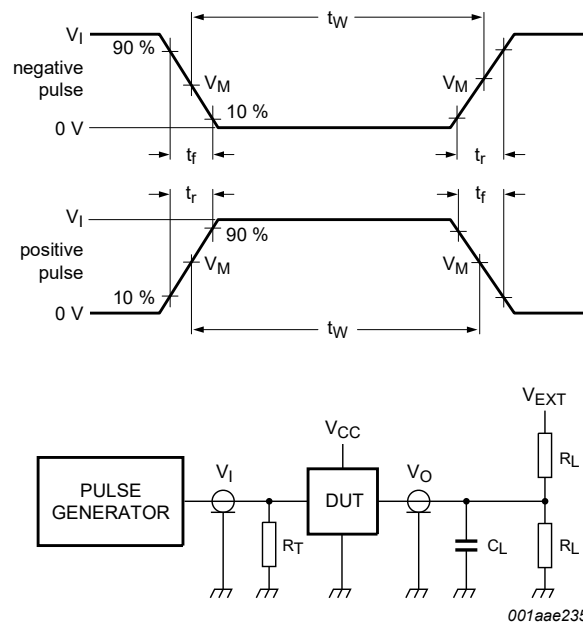 V_I
t_W
90 %
negative
pulse
V_M
V_M
10 %
0 V
t_f
t_r
V_I
t_r
t_f
90 %
positive
pulse
V_M
V_M
10 %
0 V
t_W
V_EXT
V_CC
R_L
V_I
V_O
PULSE
GENERATOR
DUT
R_T
C_L
R_L
001aae235